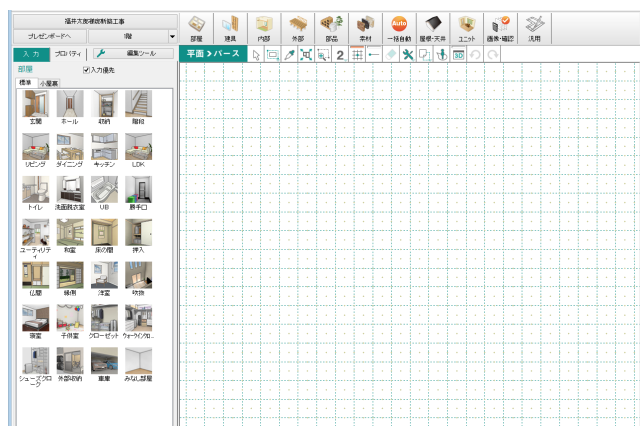 福井太郎様邸新築工事
プレゼンボードへ 1階
入力 プロパティ 編集ツール
部屋 入力優先
標準 小屋裏
玄関 ホール 収納 階段
リビング ダイニング キッチン LDK
トイレ 洗面脱衣室 UB 勝手口
ユーティリティ 和室 床の間 押入
仏間 縁側 洋室 吹抜
寝室 子供室 クローゼット ウォークインクロ...
シューズクローク 外部収納 車庫 みなし部屋
部屋 建具 内部 外部 部品 素材 一括自動 屋根・天井 ユニット 画像・確認 汎用
Auto
平面 > パース
2
3D